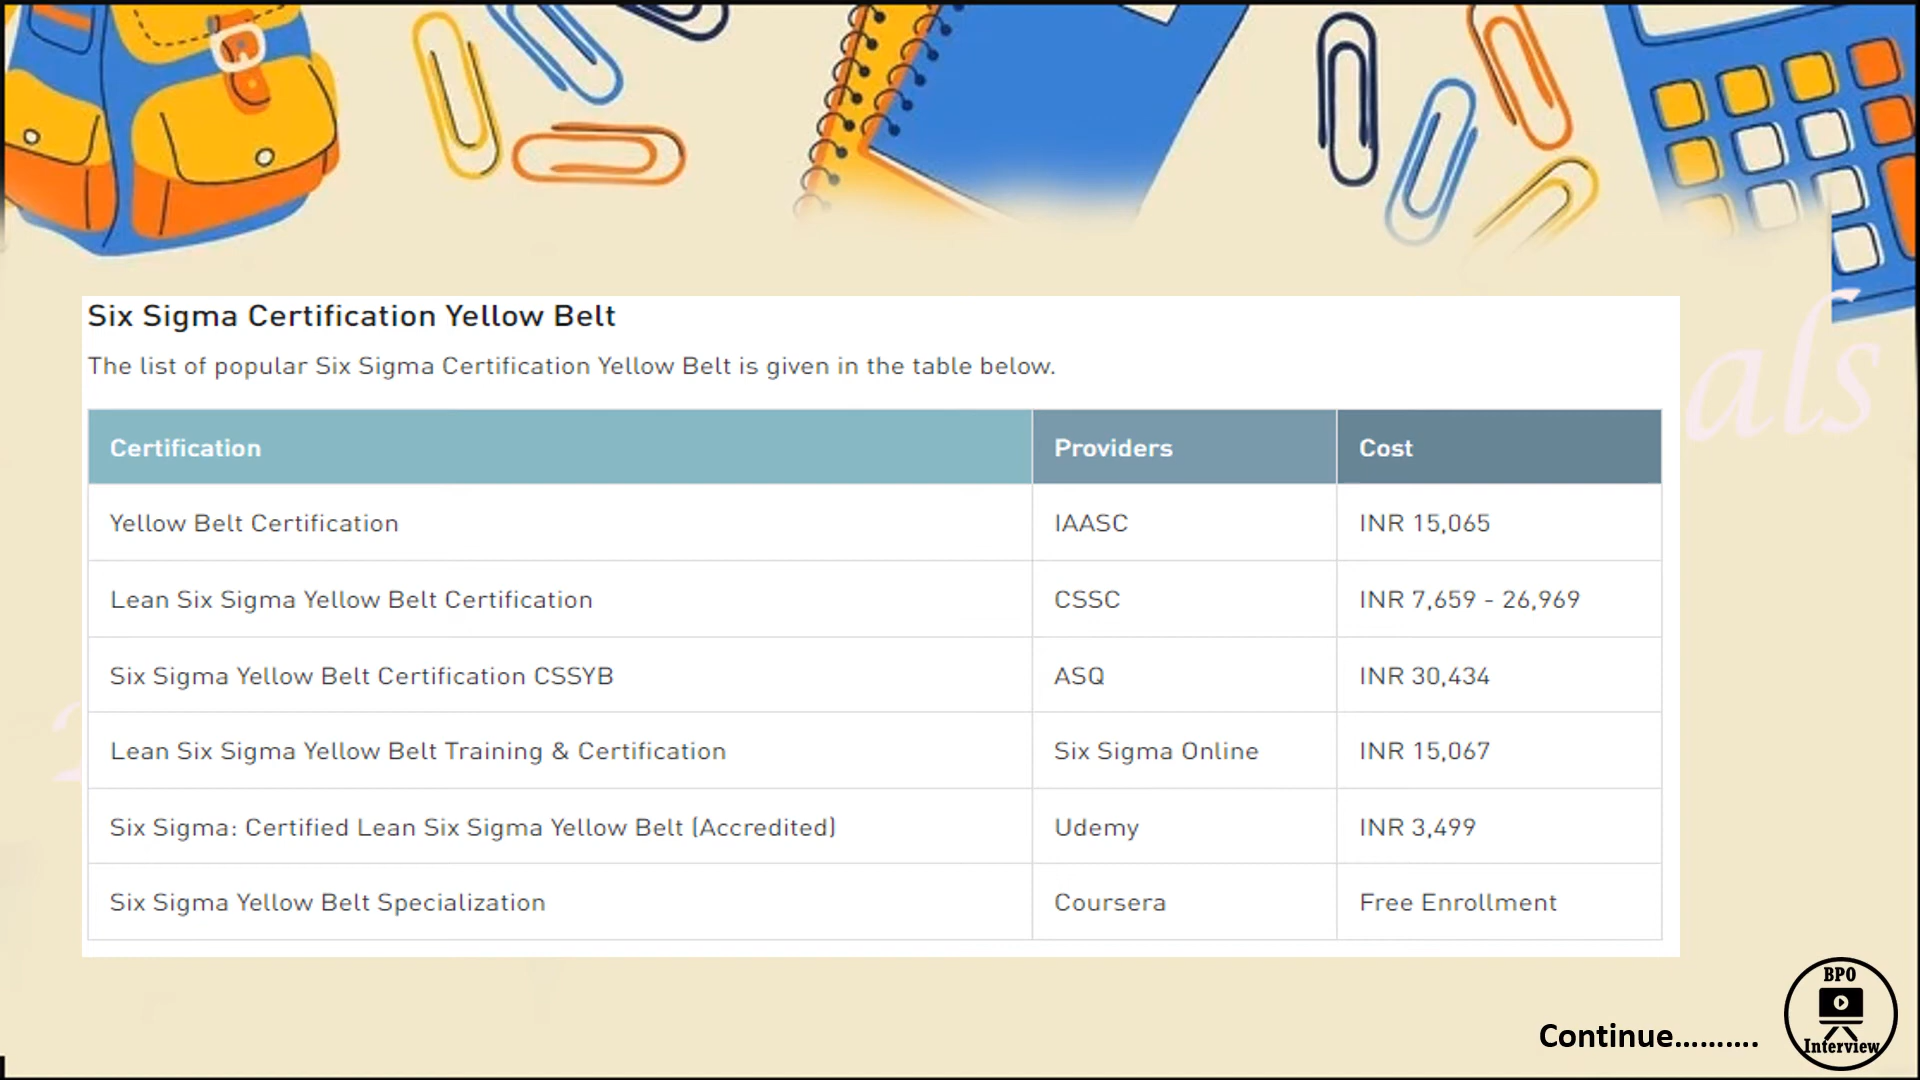 Six Sigma Certification Yellow Belt
The list of popular Six Sigma Certification Yellow Belt is given in the table below.
Certification Providers Cost
Yellow Belt Certification IAASC INR 15,065
Lean Six Sigma Yellow Belt Certification CSSC INR 7,659 - 26,969
Six Sigma Yellow Belt Certification CSSYB ASQ INR 30,434
Lean Six Sigma Yellow Belt Training & Certification Six Sigma Online INR 15,067
Six Sigma: Certified Lean Six Sigma Yellow Belt (Accredited) Udemy INR 3,499
Six Sigma Yellow Belt Specialization Coursera Free Enrollment
als
Continue..........
BPO
Interview